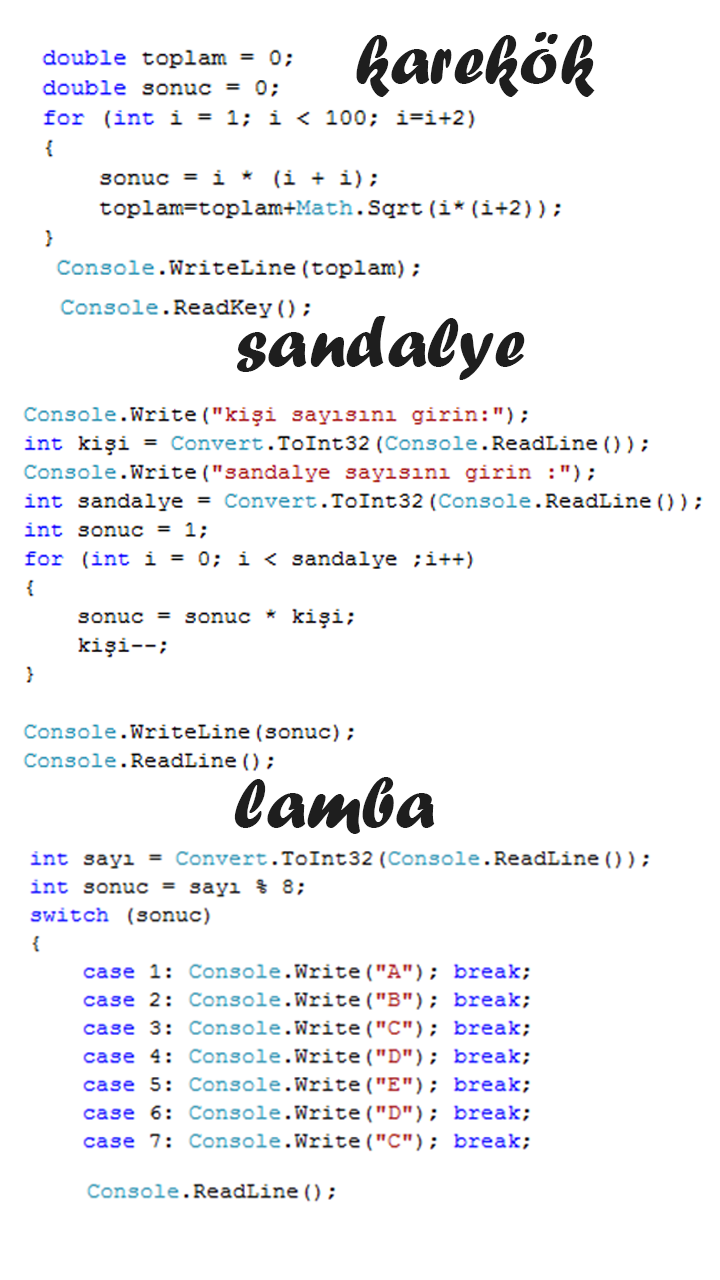 karekök
double toplam = 0;
double sonuc = 0;
for (int i = 1; i < 100; i=i+2)
{
    sonuc = i * (i + i);
    toplam=toplam+Math.Sqrt(i*(i+2));
}
Console.WriteLine(toplam);
Console.ReadKey();
sandalye
Console.Write("kişi sayısını girin:");
int kişi = Convert.ToInt32(Console.ReadLine());
Console.Write("sandalye sayısını girin :");
int sandalye = Convert.ToInt32(Console.ReadLine());
int sonuc = 1;
for (int i = 0; i < sandalye ;i++)
{
    sonuc = sonuc * kişi;
    kişi--;
}
Console.WriteLine(sonuc);
Console.ReadLine();
lamba
int sayı = Convert.ToInt32(Console.ReadLine());
int sonuc = sayı % 8;
switch (sonuc)
{
    case 1: Console.Write("A"); break;
    case 2: Console.Write("B"); break;
    case 3: Console.Write("C"); break;
    case 4: Console.Write("D"); break;
    case 5: Console.Write("E"); break;
    case 6: Console.Write("D"); break;
    case 7: Console.Write("C"); break;
    Console.ReadLine();